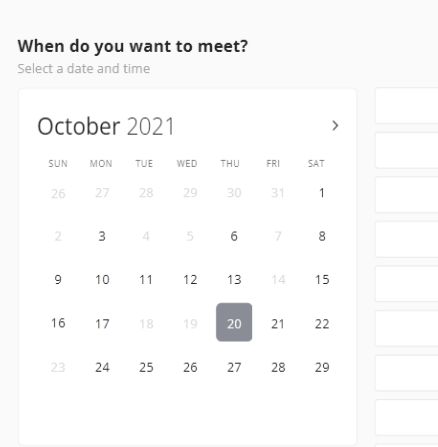 When do you want to meet?
Select a date and time
October 2021 >
SUN MON TUE WED THU FRI SAT
26 27 28 29 30 31 1
2 3 4 5 6 7 8
9 10 11 12 13 14 15
16 17 18 19 20 21 22
23 24 25 26 27 28 29